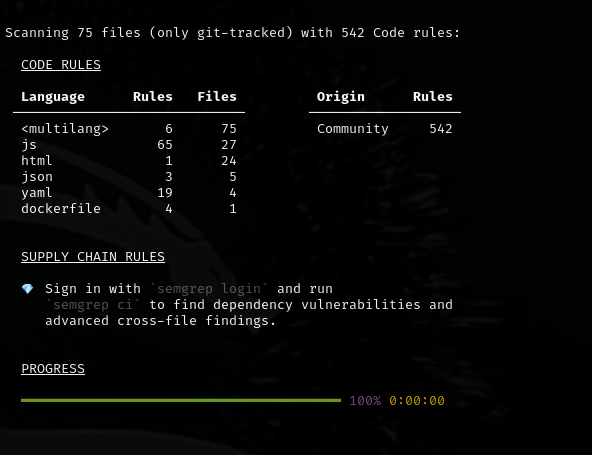 Scanning 75 files (only git-tracked) with 542 Code rules:
CODE RULES
Language Rules Files Origin Rules
<multilang> 6 75 Community 542
js 65 27
html 1 24
json 3 5
yaml 19 4
dockerfile 4 1
SUPPLY CHAIN RULES
💎 Sign in with `semgrep login` and run
`semgrep ci` to find dependency vulnerabilities and
advanced cross-file findings.
PROGRESS
100% 0:00:00